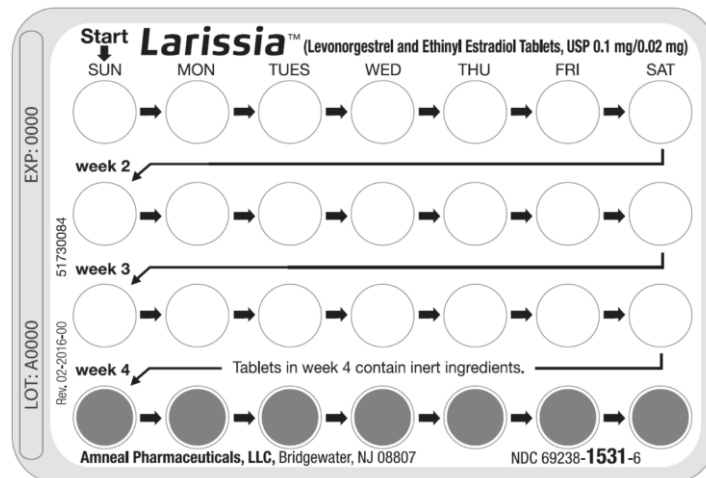 Start Larissia™ (Levonorgestrel and Ethinyl Estradiol Tablets, USP 0.1 mg/0.02 mg)
SUN MON TUES WED THU FRI SAT
week 2
week 3
week 4 Tablets in week 4 contain inert ingredients.
Amneal Pharmaceuticals, LLC, Bridgewater, NJ 08807 NDC 69238-1531-6
EXP: 0000
LOT: A0000
51730084
Rev. 02-2016-00